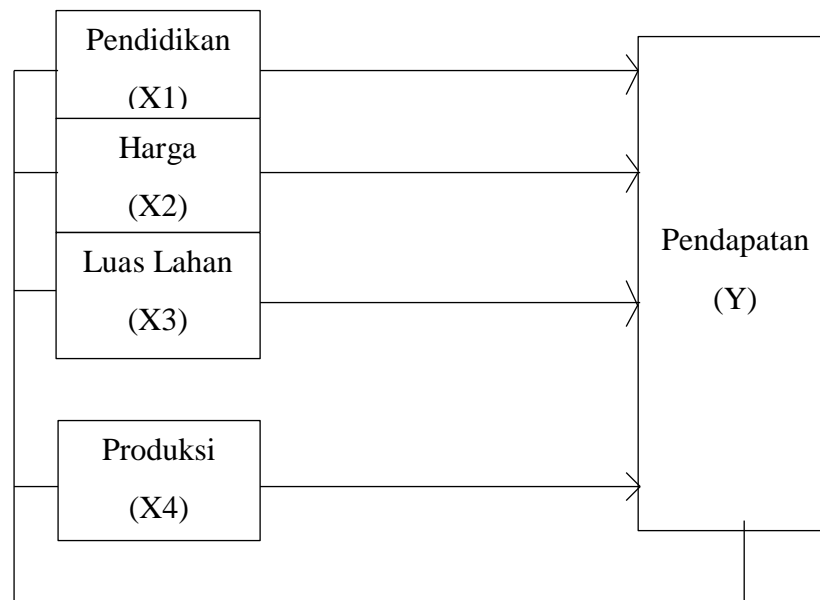 Pendidikan
(X1)
Harga
(X2)
Luas Lahan
(X3)
Produksi
(X4)
Pendapatan
(Y)